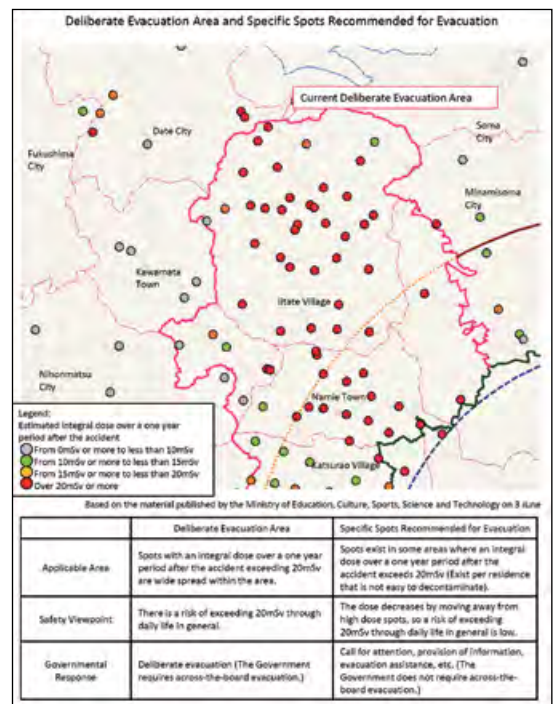 Deliberate Evacuation Area and Specific Spots Recommended for Evacuation
Current Deliberate Evacuation Area
Date City
Soma
City
Fukushima
City
Minamisoma
City
Kawamata
Town
Iitate Village
Nihonmatsu
City
Namie Town
Katsurao Village
Legend:
Estimated integral dose over a one year
period after the accident
From 0mSv or more to less than 10mSv
From 10mSv or more to less than 15mSv
From 15mSv or more to less than 20mSv
Over 20mSv or more
Based on the material published by the Ministry of Education, Culture, Sports, Science and Technology on 3 June
Deliberate Evacuation Area
Specific Spots Recommended for Evacuation
Applicable Area
Spots with an integral dose over a one year
period after the accident exceeding 20mSv
are wide spread within the area.
Spots exist in some areas where an integral
dose over a one year period after the
accident exceeds 20mSv (Exist per residence
that is not easy to decontaminate).
Safety Viewpoint
There is a risk of exceeding 20mSv through
daily life in general.
The dose decreases by moving away from
high dose spots, so a risk of exceeding
20mSv through daily life in general is low.
Governmental
Response
Deliberate evacuation (The Government
requires across-the-board evacuation.)
Call for attention, provision of information,
evacuation assistance, etc. (The
Government does not require across-the-
board evacuation.)